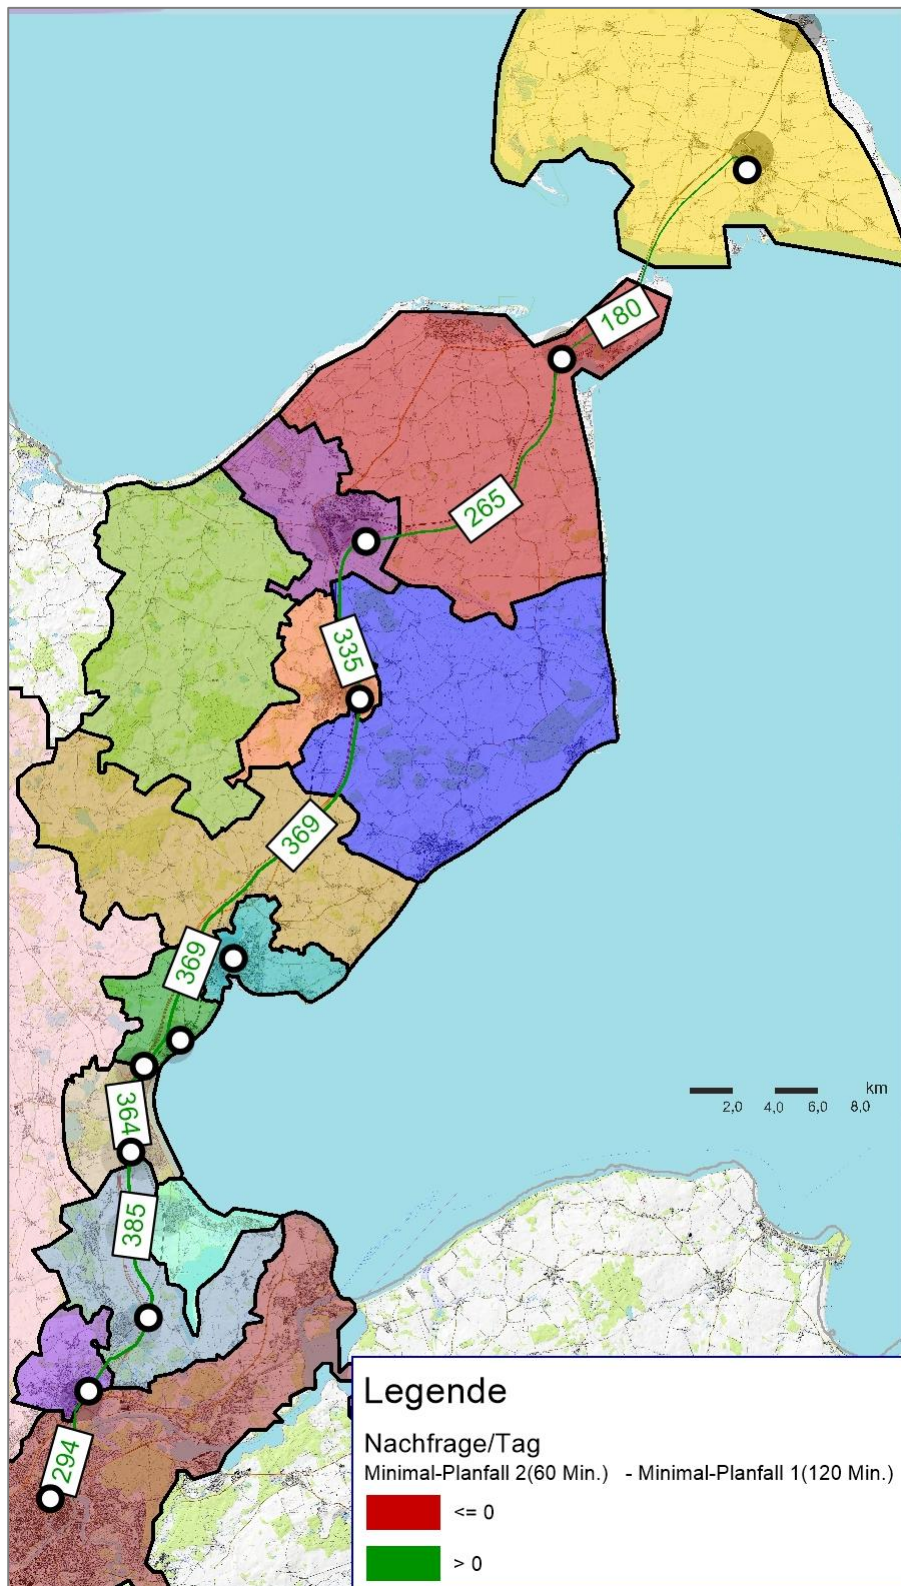 180
265
335
369
369
364
385
294
km
2,0 4,0 6,0 8,0
Legende
Nachfrage/Tag
Minimal-Planfall 2(60 Min.) - Minimal-Planfall 1(120 Min.)
<= 0
> 0